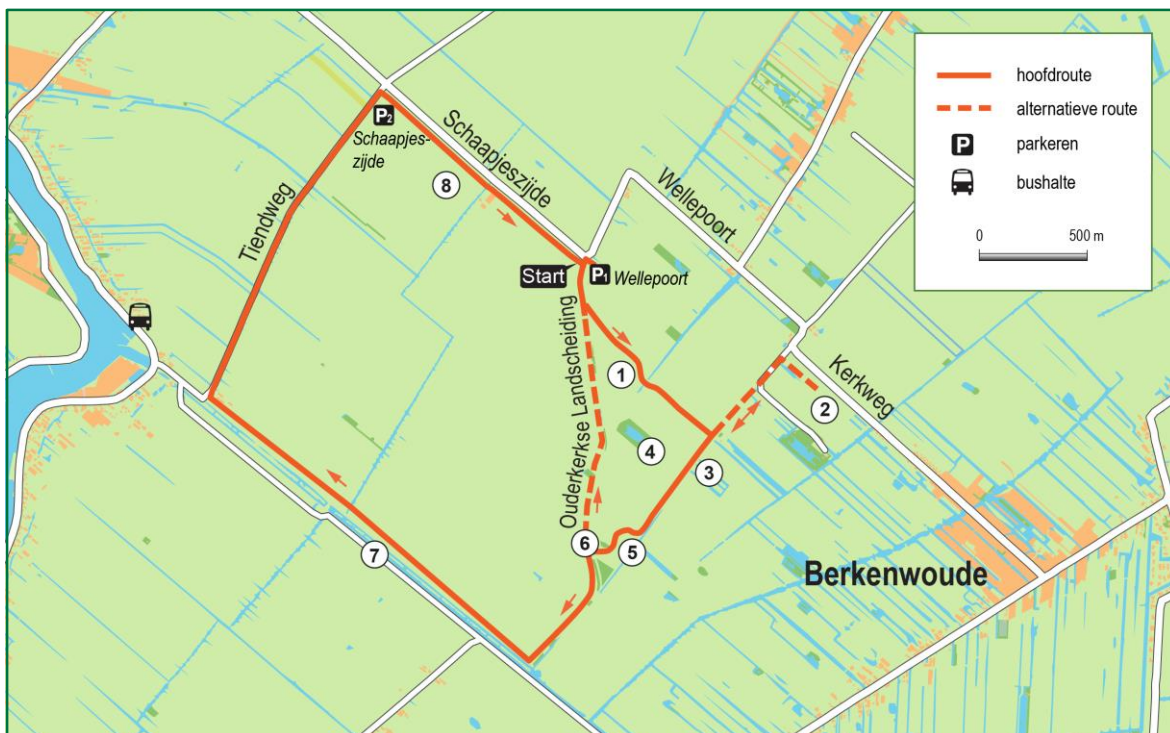 hoofdroute
alternatieve route
P
parkeren
bushalte
0
500 m
P2
Schaapjes-
zijde
Schaapjeszijde
8
Tiendweg
Wellepoort
Start
P1
Wellepoort
Ouderkerkse Landscheiding
1
2
Kerkweg
4
3
6
5
7
Berkenwoude